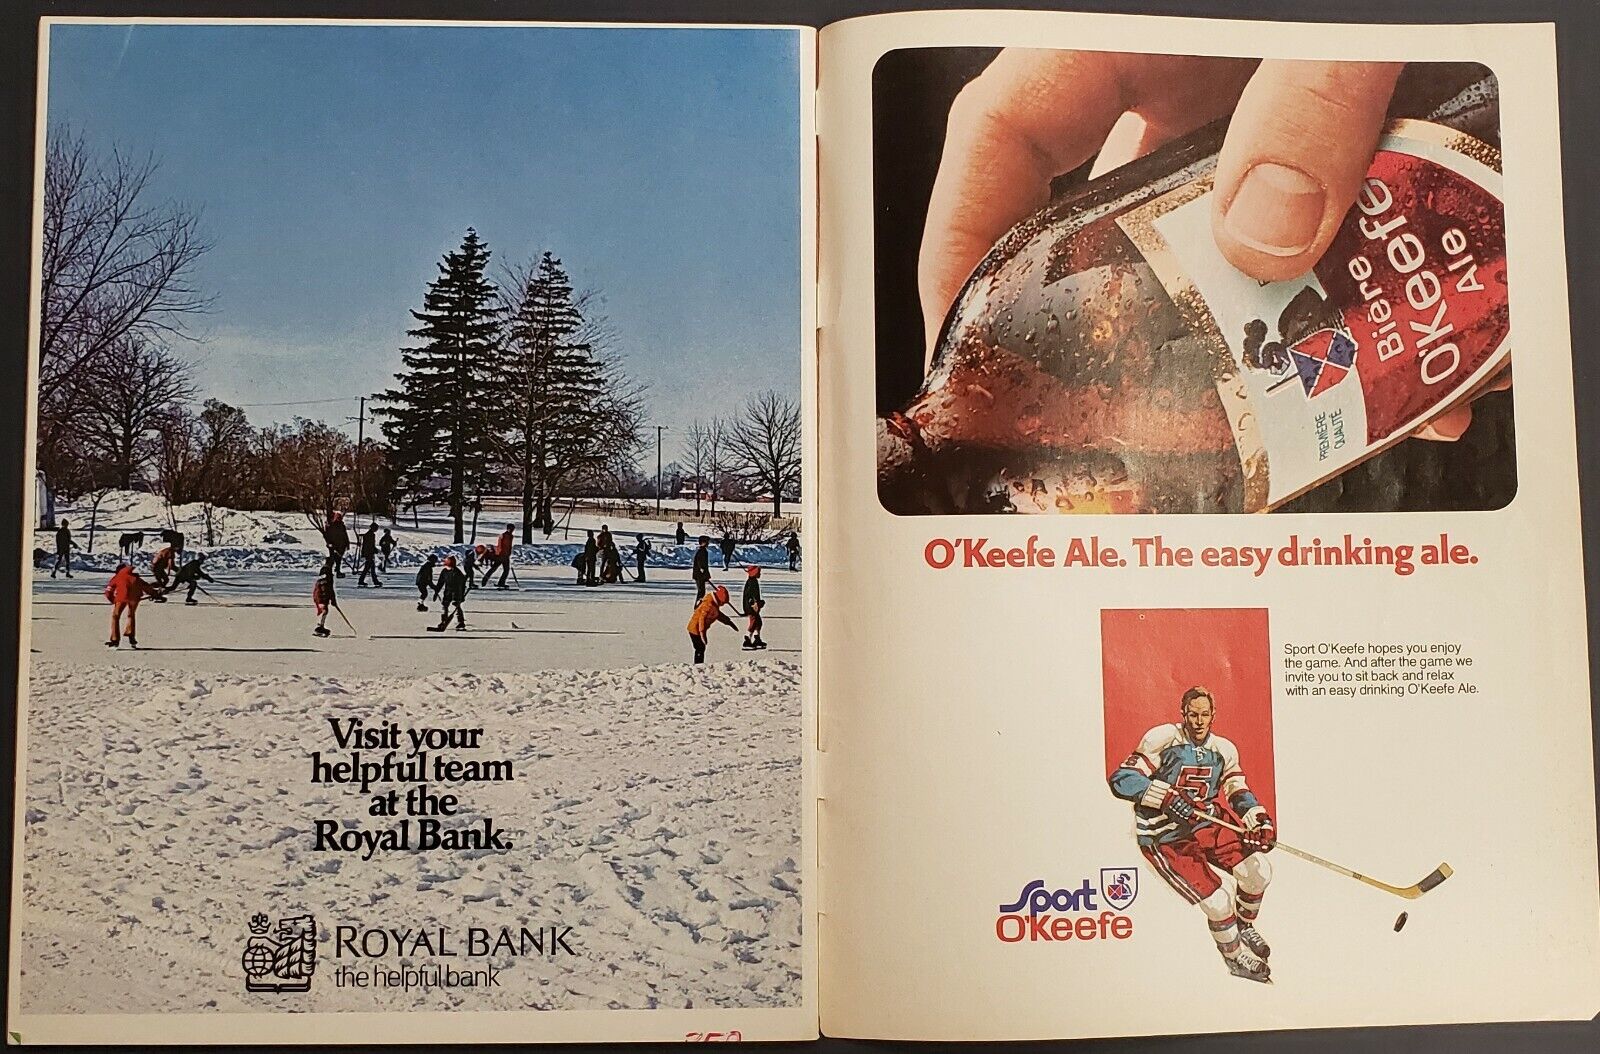 Visit your
helpful team
at the
Royal Bank.
ROYAL BANK
the helpful bank
Bière
O'Keefe
Ale
PREMIÈRE
QUALITÉ
O'Keefe Ale. The easy drinking ale.
Sport O'Keefe hopes you enjoy
the game. And after the game we
invite you to sit back and relax
with an easy drinking O'Keefe Ale.
5
Sport
O'Keefe